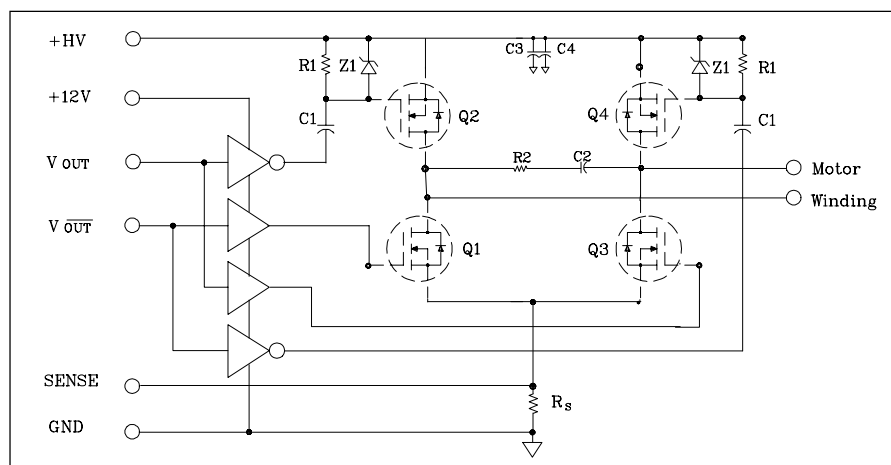 +HV
C3 C4
R1 Z1 Z1 R1
+12V
C1 Q2 Q4 C1
V OUT
R2 C2
Motor
Winding
V OUT
Q1 Q3
SENSE
Rs
GND